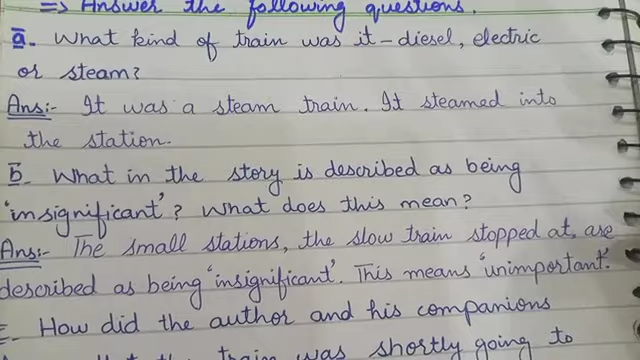 => Answer the following questions.
a. What kind of train was it - diesel, electric
or steam?
Ans:- It was a steam train. It steamed into
the station.
b. What in the story is described as being
'insignificant'? What does this mean?
Ans:- The small stations, the slow train stopped at, are
described as being 'insignificant'. This means 'unimportant'.
c. How did the author and his companions
that the train was shortly going to